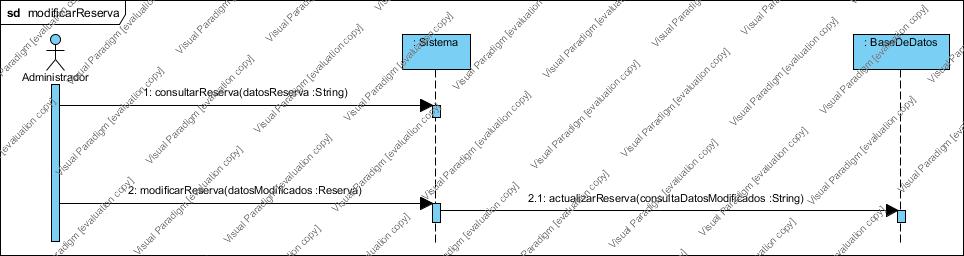 sd modificarReserva
Administrador
: Sistema
: BaseDeDatos
1: consultarReserva(datosReserva :String)
2: modificarReserva(datosModificados :Reserva)
2.1: actualizarReserva(consultaDatosModificados :String)
Visual Paradigm [evaluation copy]